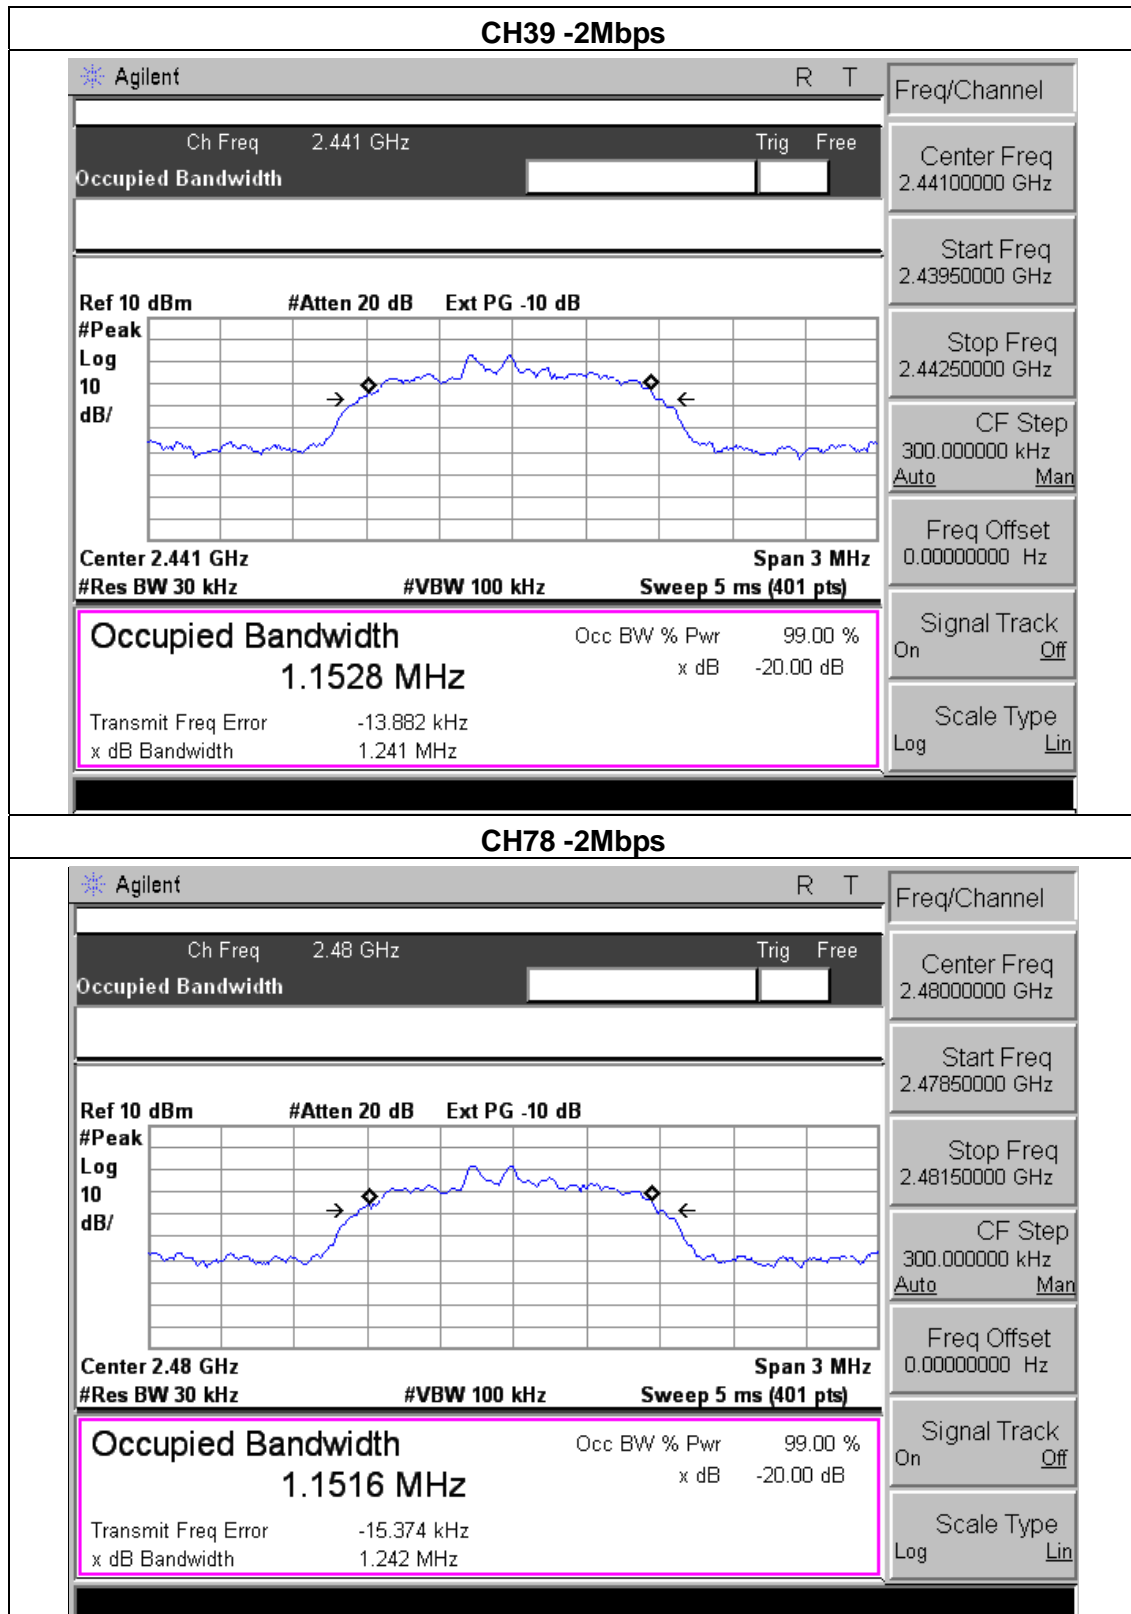 CH39 -2Mbps
Agilent R T
Freq/Channel
Ch Freq 2.441 GHz Trig Free
Occupied Bandwidth
Center Freq
2.44100000 GHz
Start Freq
2.43950000 GHz
Stop Freq
2.44250000 GHz
CF Step
300.000000 kHz
Auto Man
Freq Offset
0.00000000 Hz
Signal Track
On Off
Scale Type
Log Lin
Ref 10 dBm #Atten 20 dB Ext PG -10 dB
#Peak
Log
10
dB/
Center 2.441 GHz Span 3 MHz
#Res BW 30 kHz #VBW 100 kHz Sweep 5 ms (401 pts)
Occupied Bandwidth Occ BW % Pwr 99.00 %
1.1528 MHz x dB -20.00 dB
Transmit Freq Error -13.882 kHz
x dB Bandwidth 1.241 MHz
CH78 -2Mbps
Agilent R T
Freq/Channel
Ch Freq 2.48 GHz Trig Free
Occupied Bandwidth
Center Freq
2.48000000 GHz
Start Freq
2.47850000 GHz
Stop Freq
2.48150000 GHz
CF Step
300.000000 kHz
Auto Man
Freq Offset
0.00000000 Hz
Signal Track
On Off
Scale Type
Log Lin
Ref 10 dBm #Atten 20 dB Ext PG -10 dB
#Peak
Log
10
dB/
Center 2.48 GHz Span 3 MHz
#Res BW 30 kHz #VBW 100 kHz Sweep 5 ms (401 pts)
Occupied Bandwidth Occ BW % Pwr 99.00 %
1.1516 MHz x dB -20.00 dB
Transmit Freq Error -15.374 kHz
x dB Bandwidth 1.242 MHz